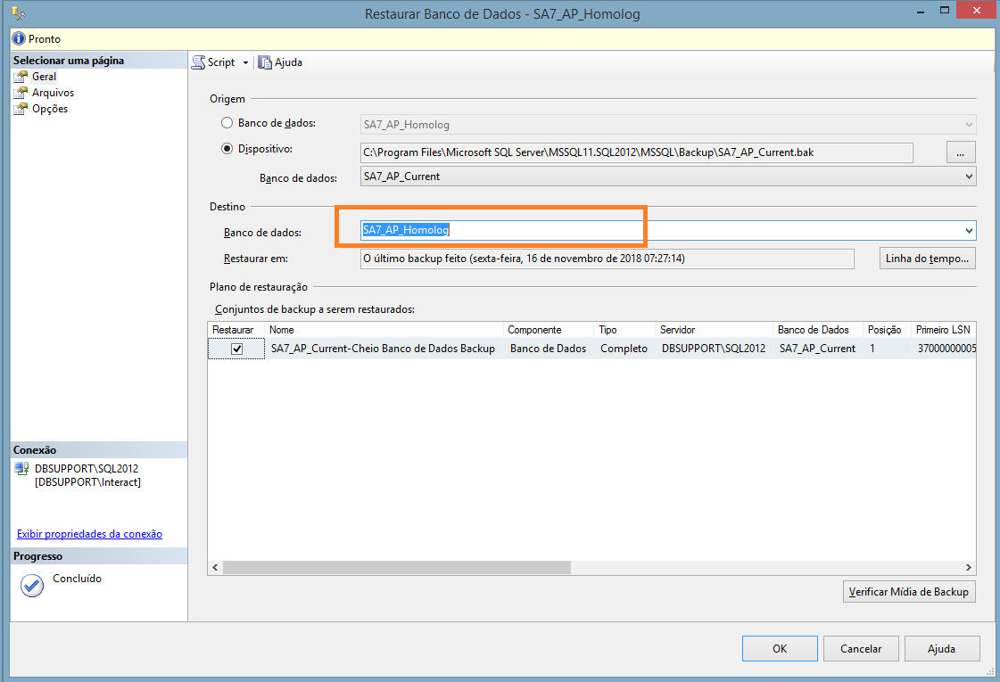 Restaurar Banco de Dados - SA7_AP_Homolog
Pronto
Selecionar uma página
Geral
Arquivos
Opções
Script
Ajuda
Origem
Banco de dados:
SA7_AP_Homolog
Dispositivo:
C:\Program Files\Microsoft SQL Server\MSSQL11.SQL2012\MSSQL\Backup\SA7_AP_Current.bak
...
Banco de dados:
SA7_AP_Current
Destino
Banco de dados:
SA7_AP_Homolog
Restaurar em:
O último backup feito (sexta-feira, 16 de novembro de 2018 07:27:14)
Linha do tempo...
Plano de restauração
Conjuntos de backup a serem restaurados:
Restaurar Nome Componente Tipo Servidor Banco de Dados Posição Primeiro LSN
SA7_AP_Current-Cheio Banco de Dados Backup Banco de Dados Completo DBSUPPORT\SQL2012 SA7_AP_Current 1 37000000005
Conexão
DBSUPPORT\SQL2012
[DBSUPPORT\Interact]
Exibir propriedades da conexão
Progresso
Concluído
Verificar Mídia de Backup
OK
Cancelar
Ajuda